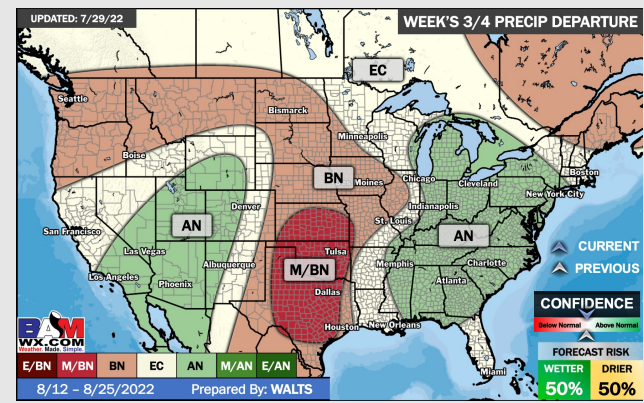 UPDATED: 7/29/22
WEEK'S 3/4 PRECIP DEPARTURE
EC
Seattle
Bismarck
Minneapolis
Boise
BN
Moines
Chicago
Cleveland
Boston
New York City
Denver
Indianapolis
St. Louis
San Francisco
AN
AN
Las Vegas
Tulsa
Memphis
Charlotte
CURRENT
Los Angeles
Albuquerque
M/BN
Phoenix
Dallas
Atlanta
PREVIOUS
Houston
New Orleans
CONFIDENCE
Below Normal
Above Normal
Miami
BAM
WX.COM
Weather. Made. Simple.
FORECAST RISK
E/BN M/BN BN EC AN M/AN E/AN
WETTER DRIER
8/12 – 8/25/2022 Prepared By: WALTS
50% 50%